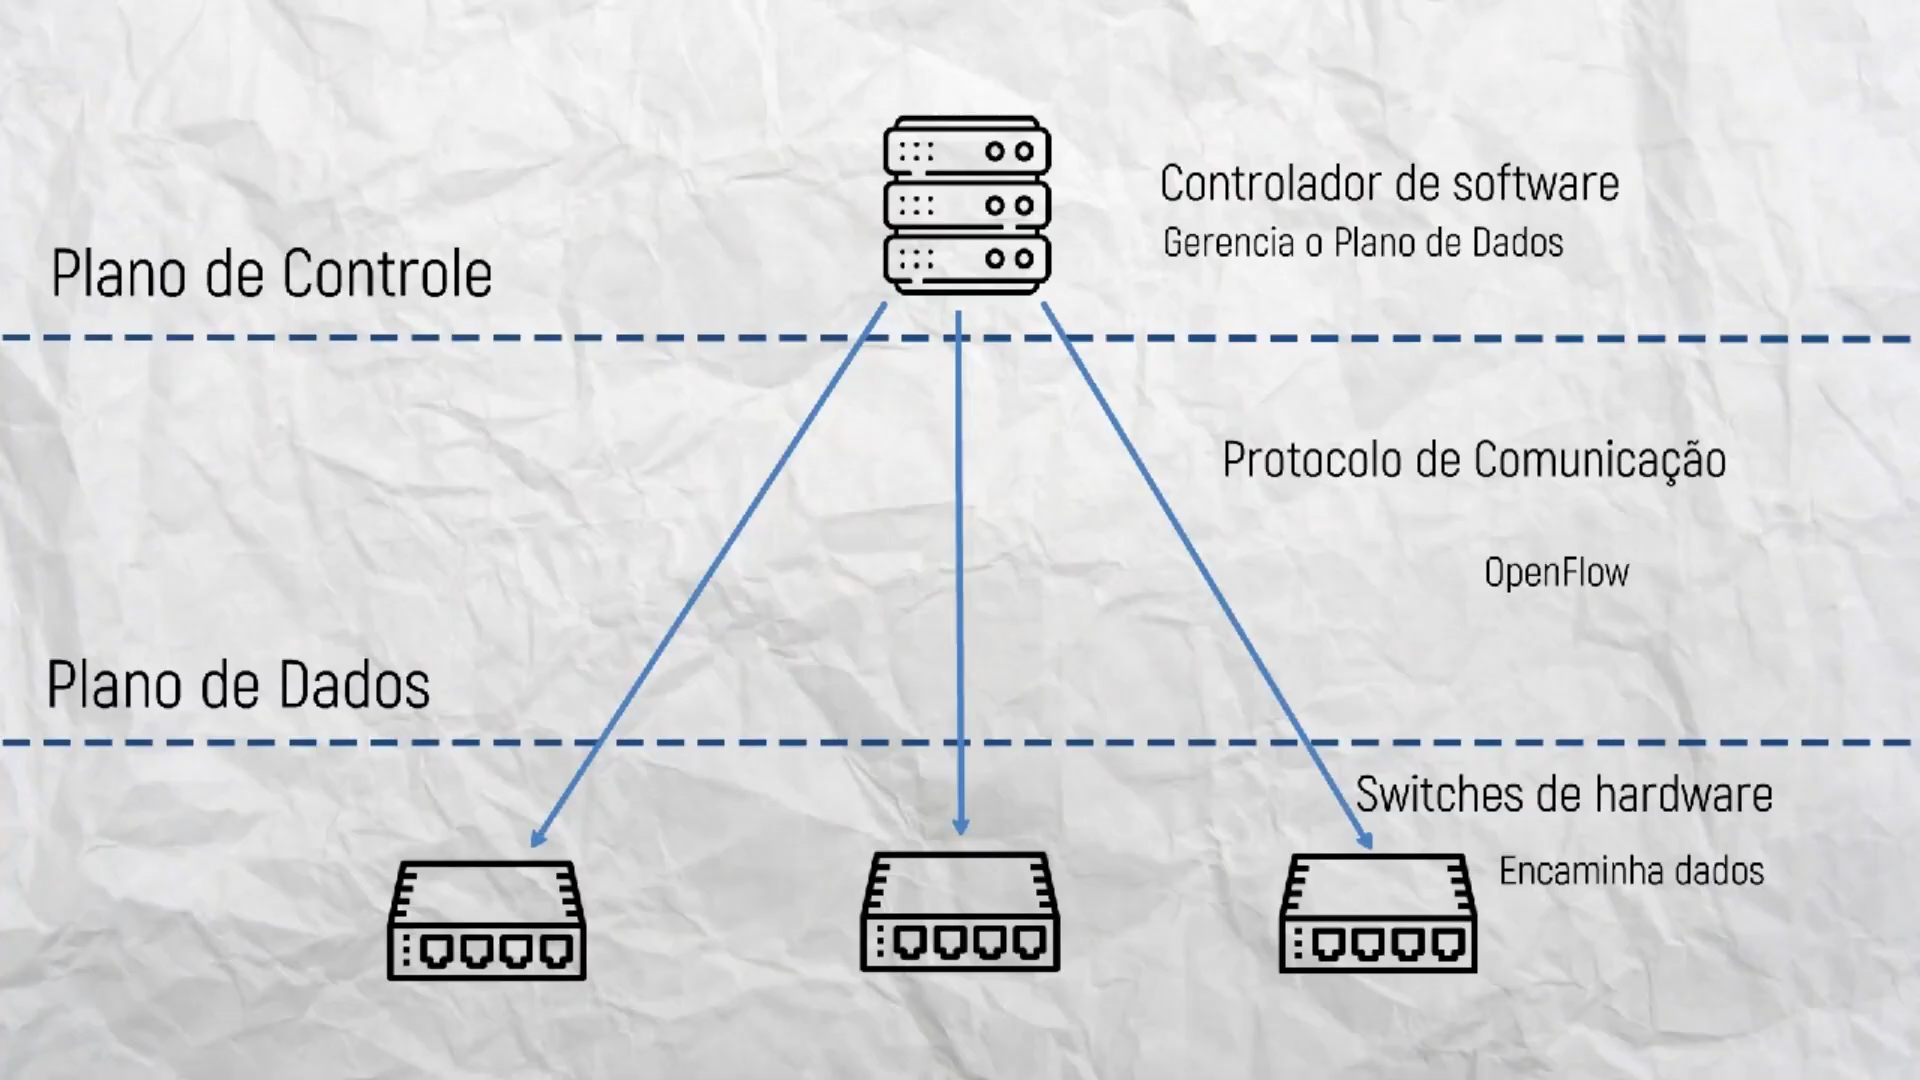 Controlador de software
Gerencia o Plano de Dados
Plano de Controle
Protocolo de Comunicação
OpenFlow
Plano de Dados
Switches de hardware
Encaminha dados